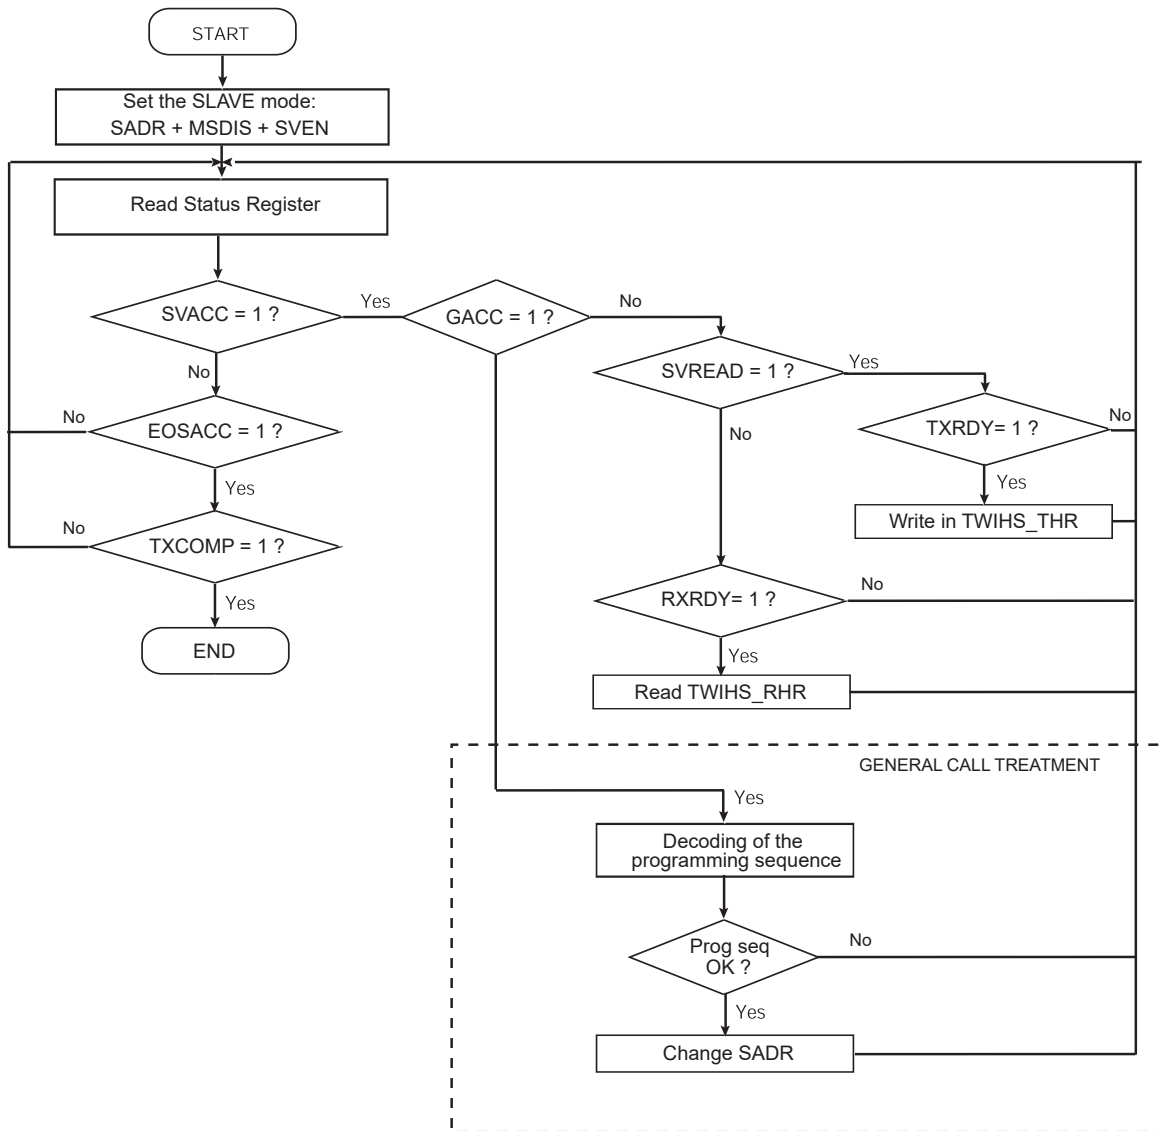 START
Set the SLAVE mode:
SADR + MSDIS + SVEN
Read Status Register
SVACC = 1 ?
Yes
GACC = 1 ?
No
SVREAD = 1 ?
Yes
No
No
EOSACC = 1 ?
No
TXRDY= 1 ?
No
Yes
Yes
Write in TWIHS_THR
No
TXCOMP = 1 ?
Yes
END
RXRDY= 1 ?
No
Yes
Read TWIHS_RHR
GENERAL CALL TREATMENT
Yes
Decoding of the
programming sequence
Prog seq
OK ?
No
Yes
Change SADR